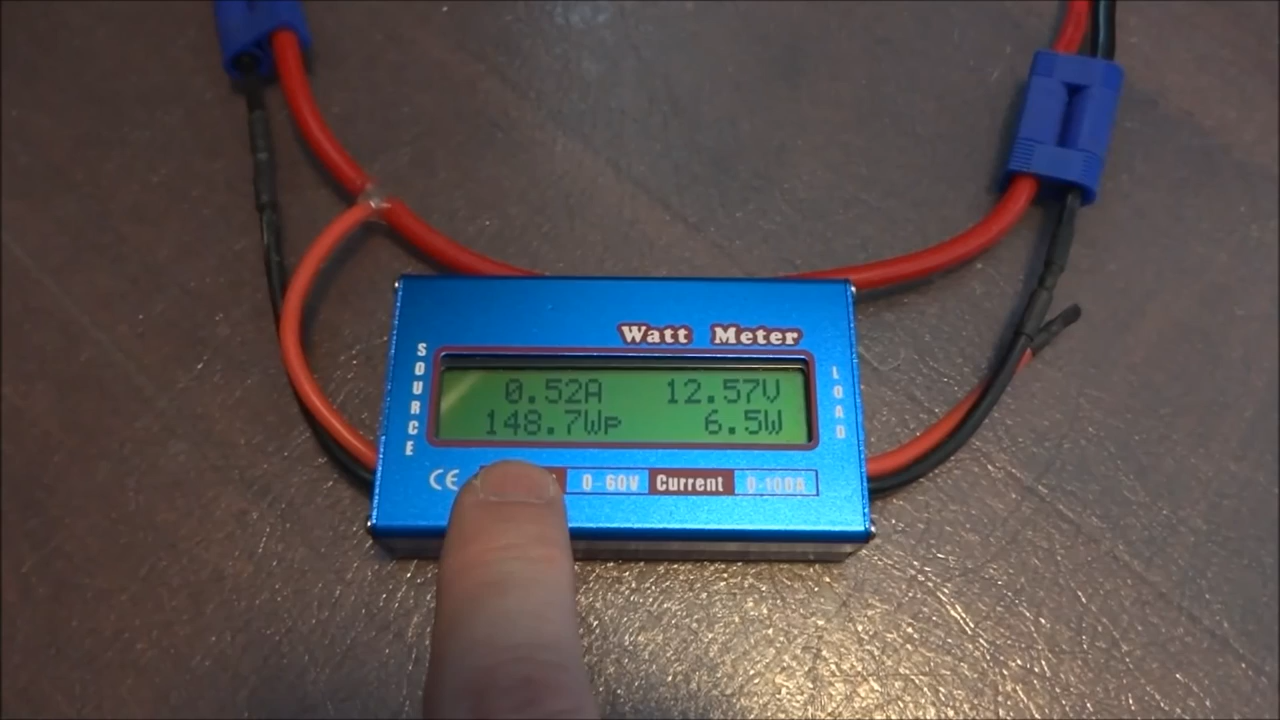 Watt Meter
SOURCE
0.52A 12.57V
148.7Wp 6.5W
LOAD
CE
0-60V Current 0-100A